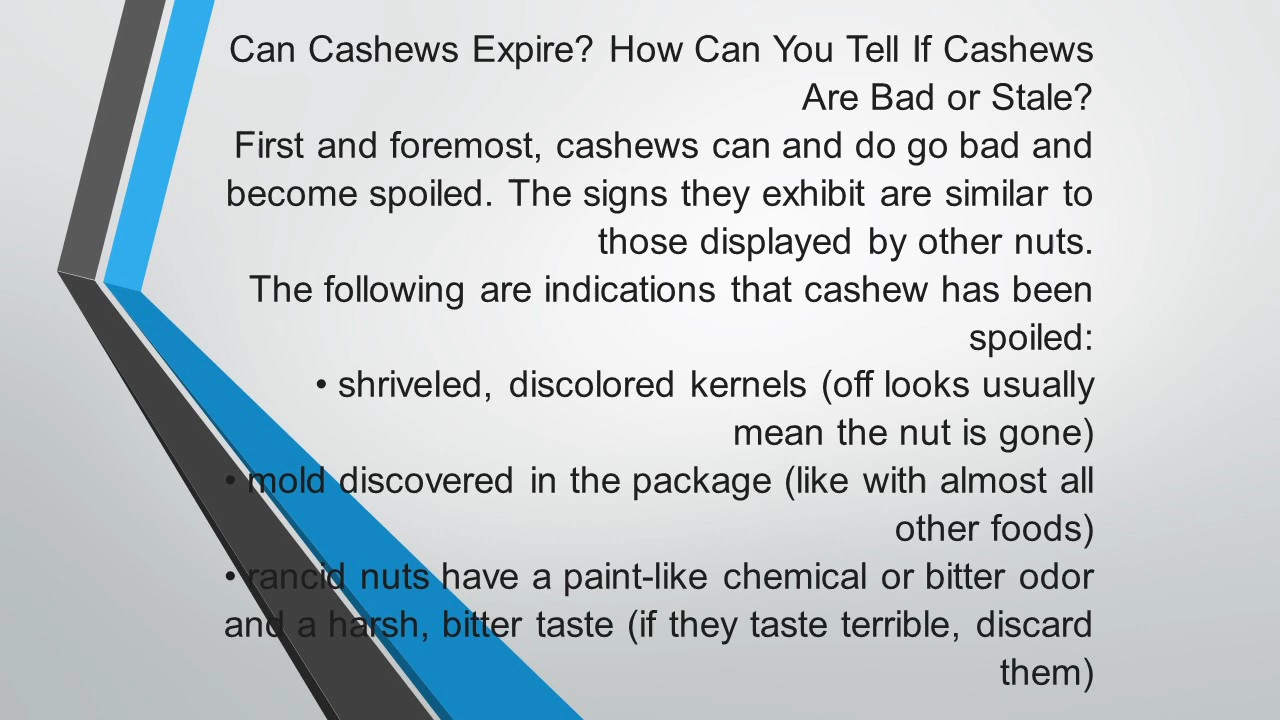 Can Cashews Expire? How Can You Tell If Cashews
Are Bad or Stale?
First and foremost, cashews can and do go bad and
become spoiled. The signs they exhibit are similar to
those displayed by other nuts.
The following are indications that cashew has been
spoiled:
• shriveled, discolored kernels (off looks usually
mean the nut is gone)
• mold discovered in the package (like with almost all
other foods)
• rancid nuts have a paint-like chemical or bitter odor
and a harsh, bitter taste (if they taste terrible, discard
them)